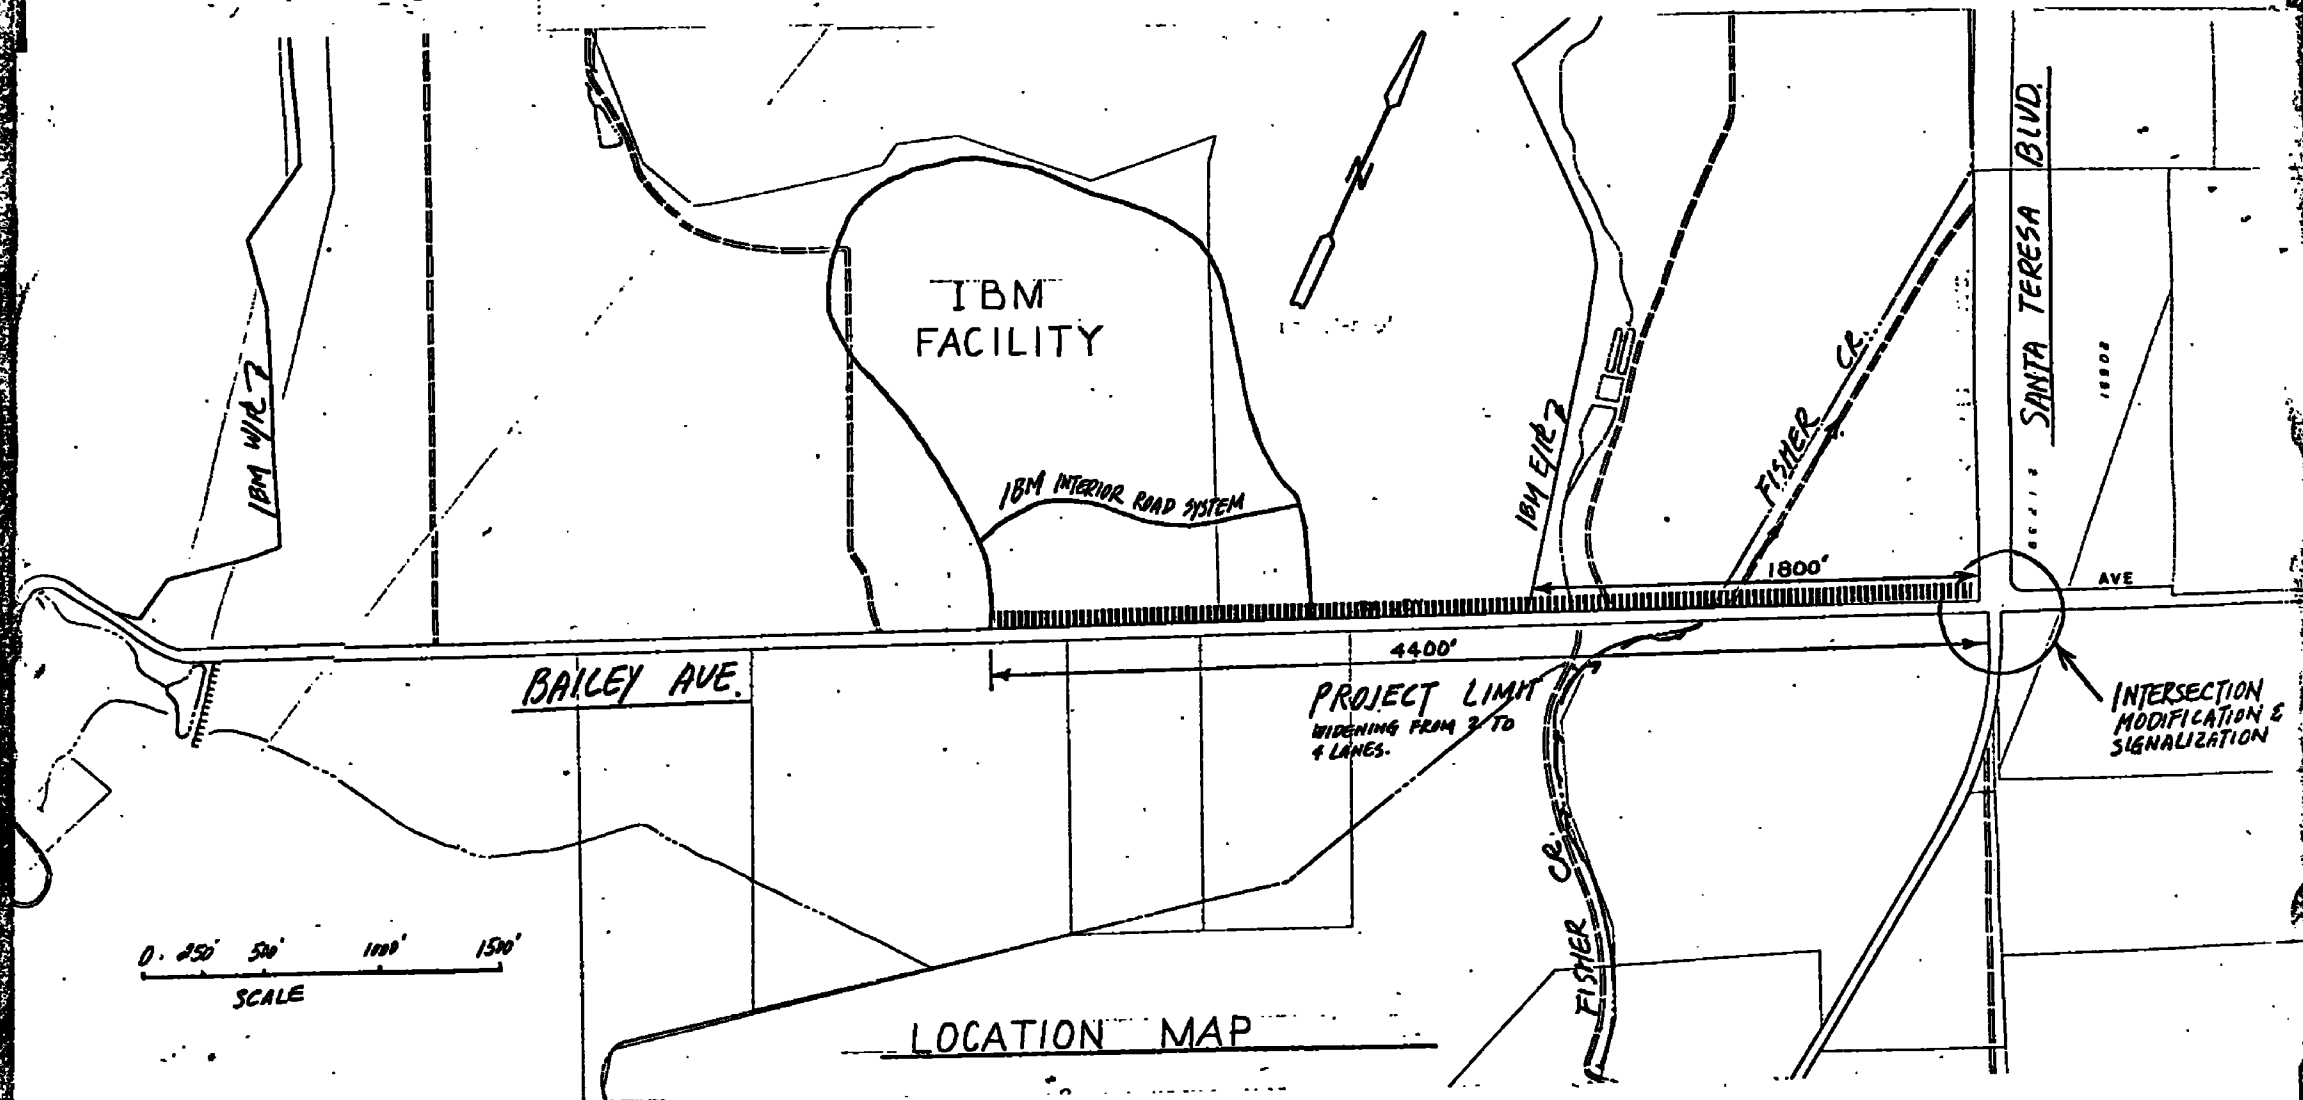 IBM
FACILITY
IBM INTERIOR ROAD SYSTEM
IBM W/R
IBM E/R
N
FISHER CR.
SANTA TERESA BLVD.
1800'
AVE
4400'
BAILEY AVE.
PROJECT LIMIT
WIDENING FROM 2 TO
4 LANES.
INTERSECTION
MODIFICATION &
SIGNALIZATION
FISHER CR.
0 250' 500' 1000' 1500'
SCALE
LOCATION MAP